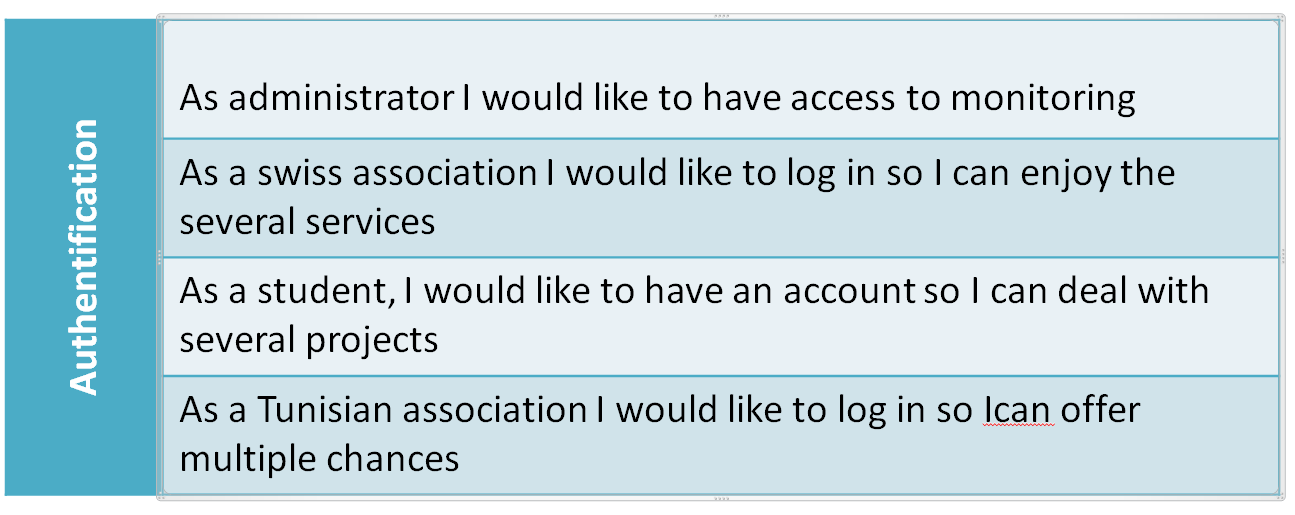 Authentification
As administrator I would like to have access to monitoring
As a swiss association I would like to log in so I can enjoy the
several services
As a student, I would like to have an account so I can deal with
several projects
As a Tunisian association I would like to log in so Ican offer
multiple chances